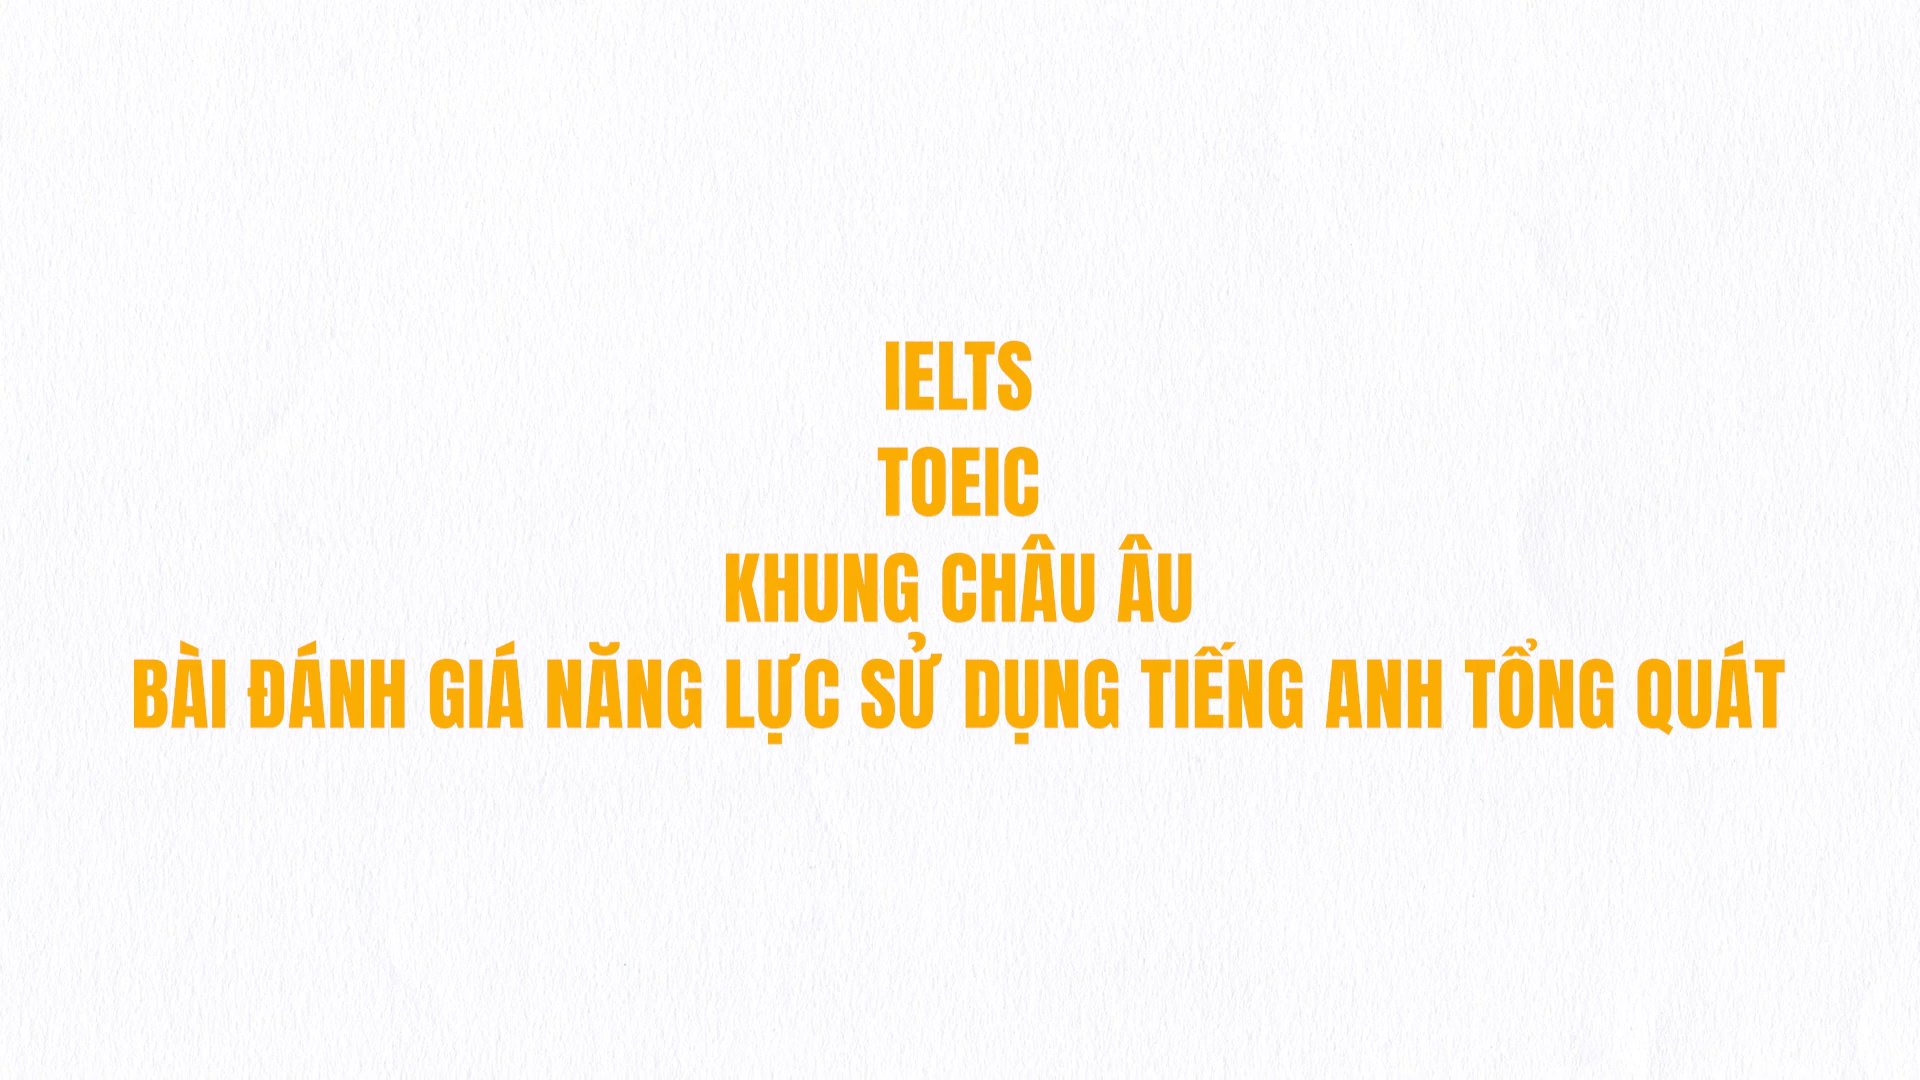 IELTS
TOEIC
KHUNG CHÂU ÂU
BÀI ĐÁNH GIÁ NĂNG LỰC SỬ DỤNG TIẾNG ANH TỔNG QUÁT